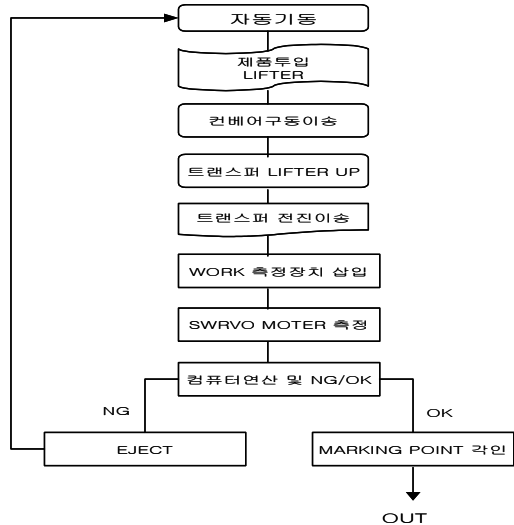 자동기동
제품투입
LIFTER
컨베어구동이송
트랜스퍼 LIFTER UP
트랜스퍼 전진이송
WORK 측정장치 삽입
SWRVO MOTER 측정
컴퓨터연산 및 NG/OK
NG
OK
EJECT
MARKING POINT 각인
OUT